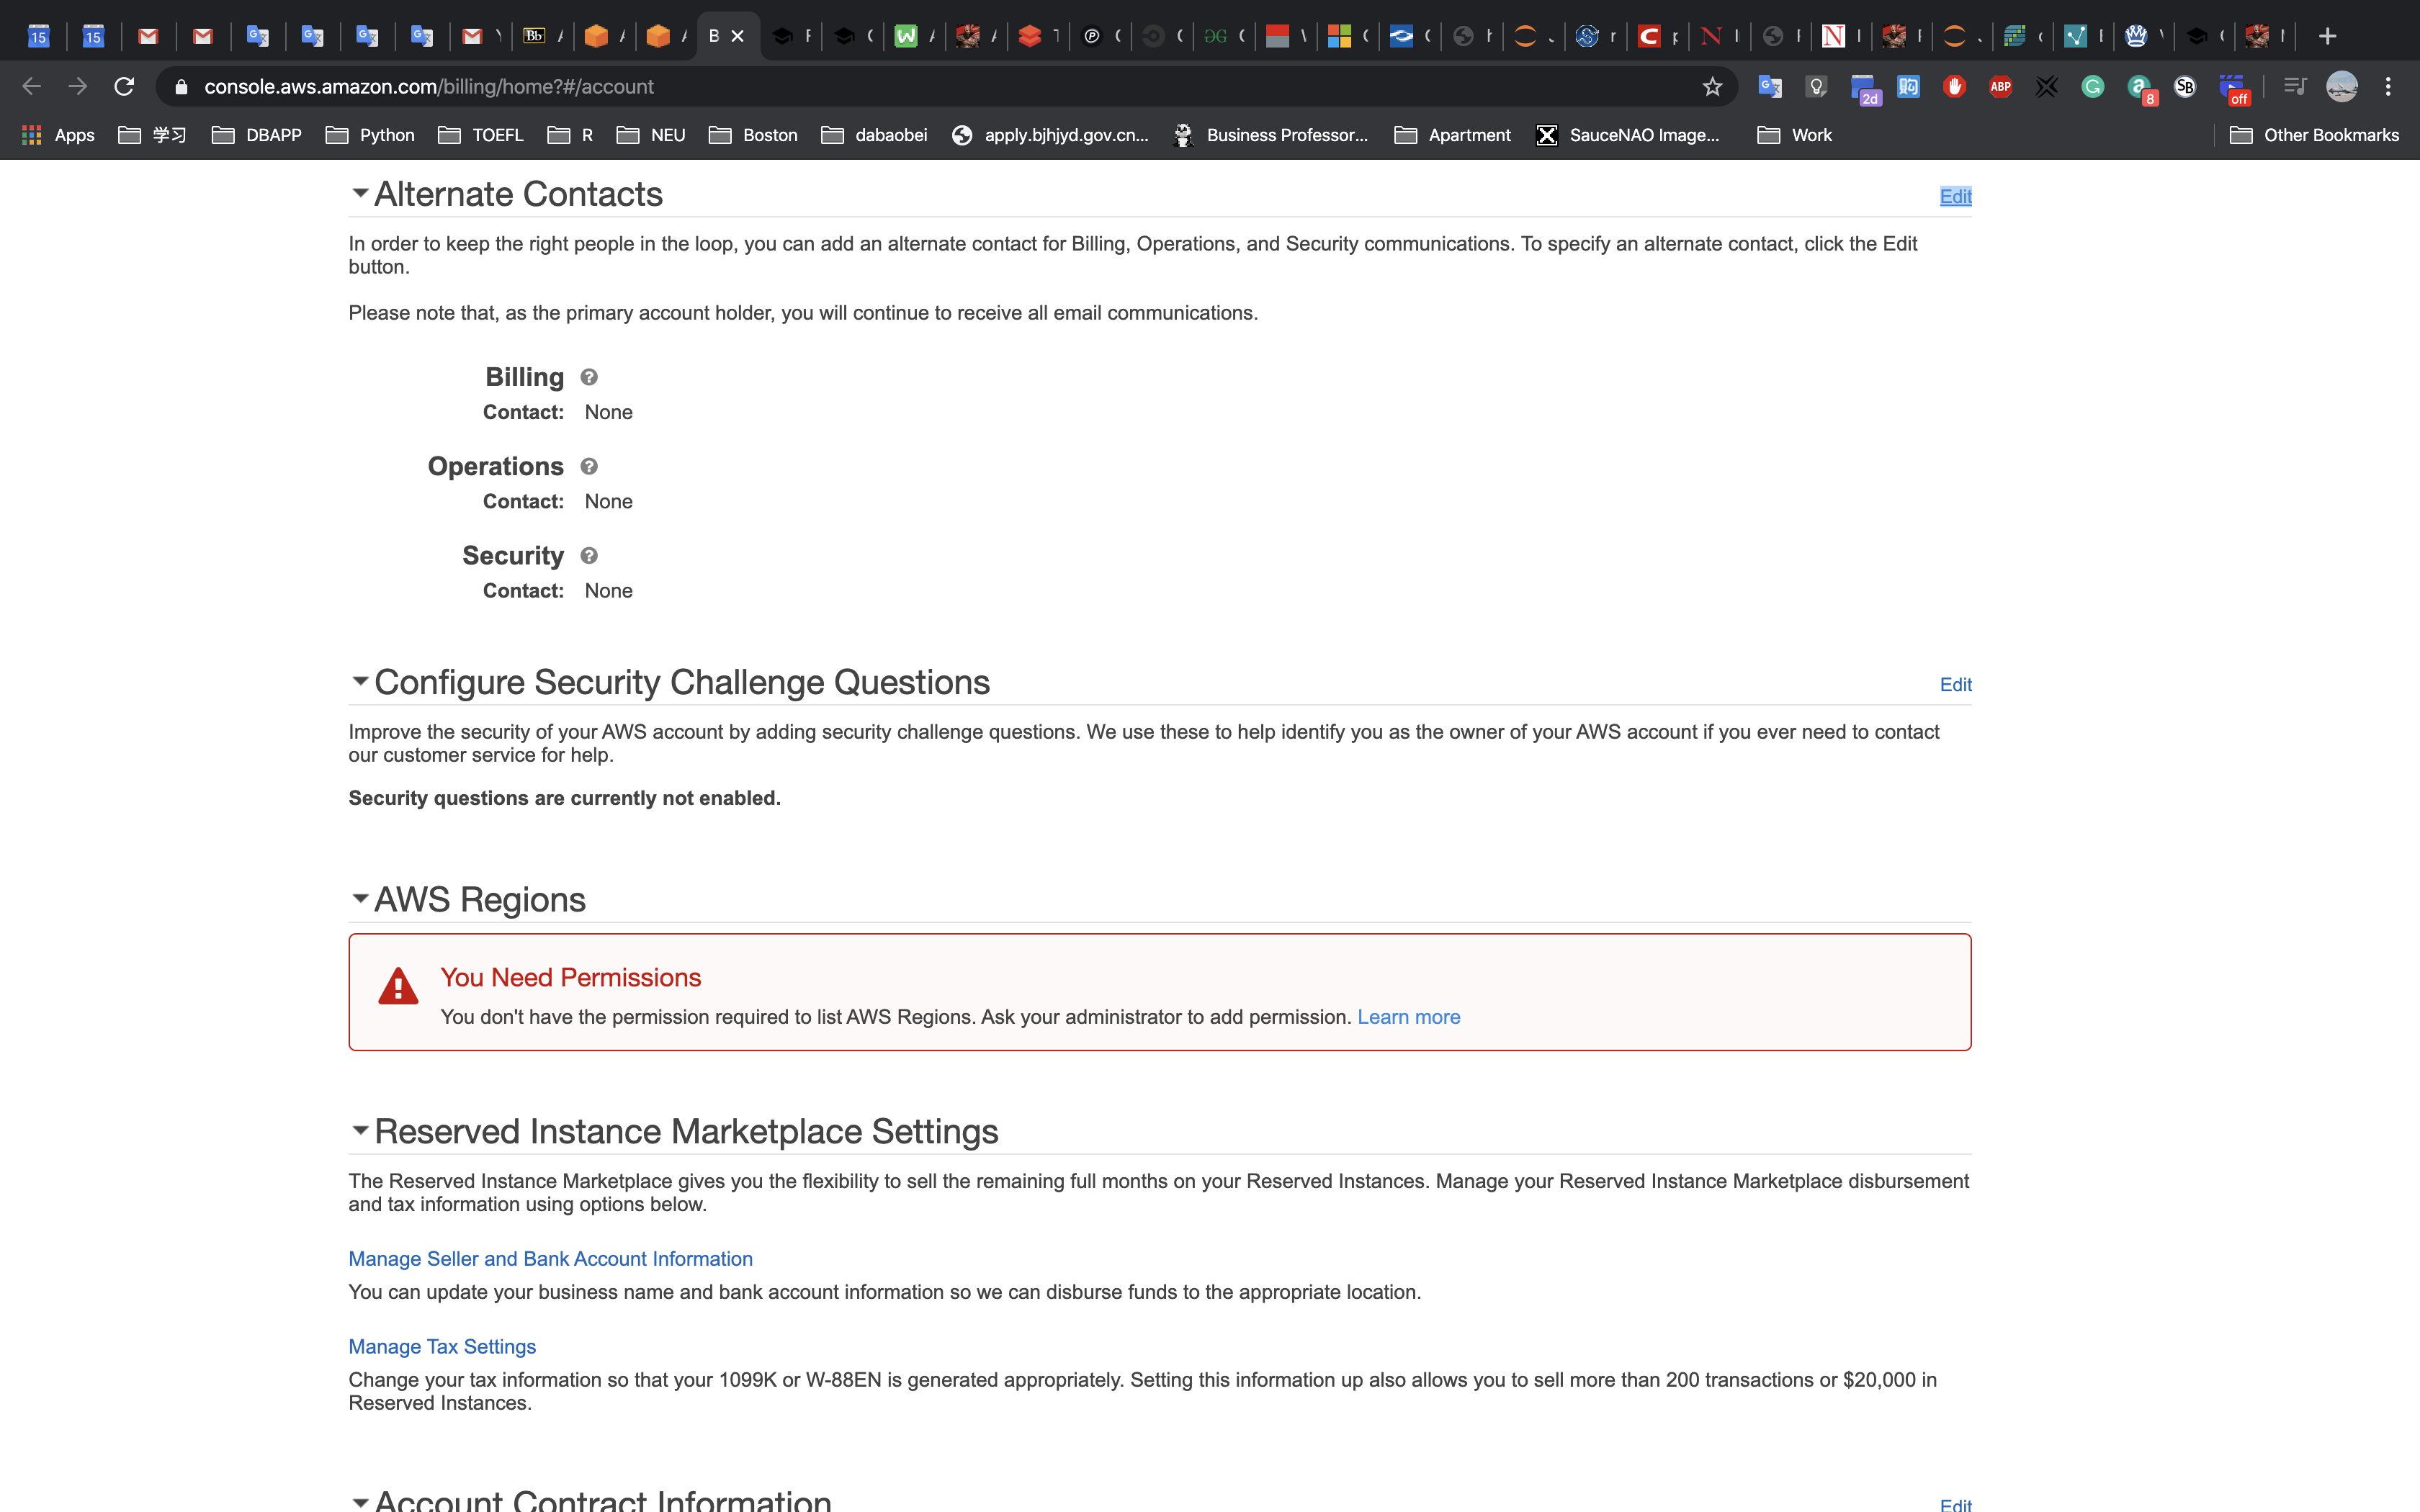 15
15
Bb
B
console.aws.amazon.com/billing/home?#/account
2d
ABP
8
SB
off
Apps
学习
DBAPP
Python
TOEFL
R
NEU
Boston
dabaobei
apply.bjhjyd.gov.cn...
Business Professor...
Apartment
SauceNAO Image...
Work
Other Bookmarks
Alternate Contacts
Edit
In order to keep the right people in the loop, you can add an alternate contact for Billing, Operations, and Security communications. To specify an alternate contact, click the Edit
button.
Please note that, as the primary account holder, you will continue to receive all email communications.
Billing
Contact: None
Operations
Contact: None
Security
Contact: None
Configure Security Challenge Questions
Edit
Improve the security of your AWS account by adding security challenge questions. We use these to help identify you as the owner of your AWS account if you ever need to contact
our customer service for help.
Security questions are currently not enabled.
AWS Regions
You Need Permissions
You don't have the permission required to list AWS Regions. Ask your administrator to add permission. Learn more
Reserved Instance Marketplace Settings
The Reserved Instance Marketplace gives you the flexibility to sell the remaining full months on your Reserved Instances. Manage your Reserved Instance Marketplace disbursement
and tax information using options below.
Manage Seller and Bank Account Information
You can update your business name and bank account information so we can disburse funds to the appropriate location.
Manage Tax Settings
Change your tax information so that your 1099K or W-88EN is generated appropriately. Setting this information up also allows you to sell more than 200 transactions or $20,000 in
Reserved Instances.
Account Contract Information
Edit